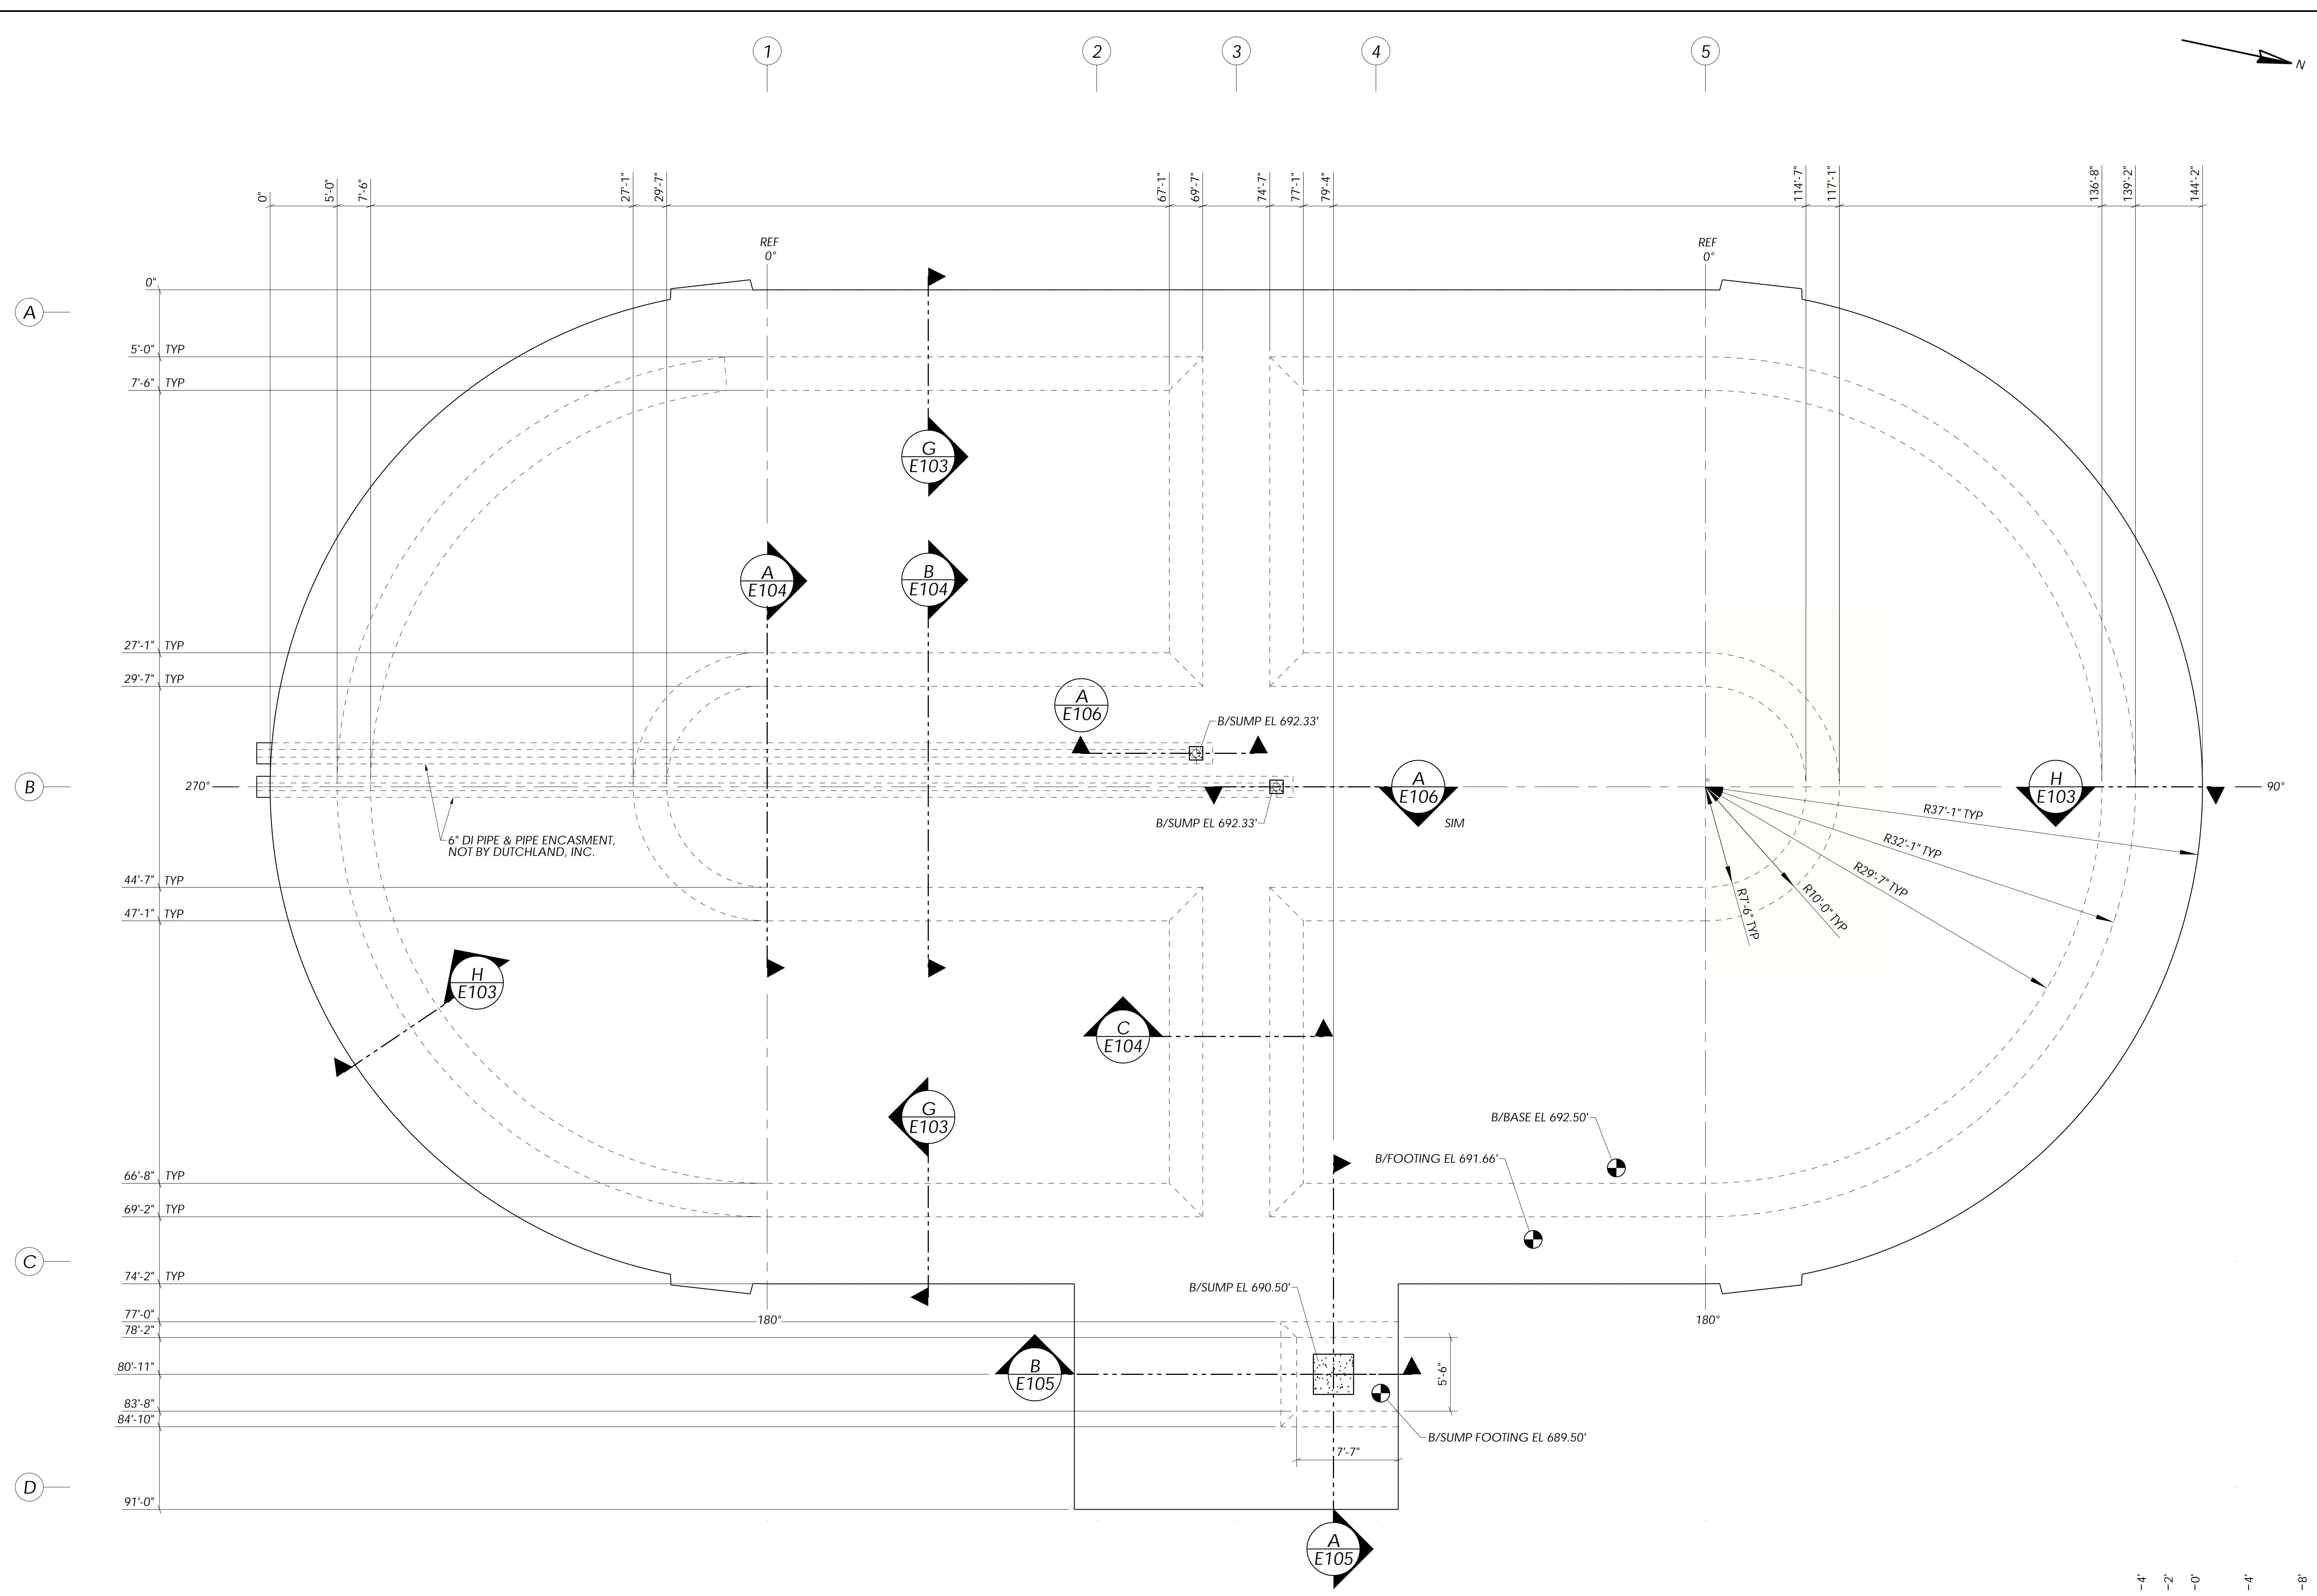 1
2
3
4
5
N
0"
5'-0"
7'-6"
27'-1"
29'-7"
67'-1"
69'-7"
74'-7"
77'-1"
79'-4"
114'-7"
117'-1"
136'-8"
139'-2"
144'-2"
REF
0°
REF
0°
0"
A
5'-0" TYP
7'-6" TYP
G
E103
A
E104
B
E104
27'-1" TYP
29'-7" TYP
A
E106
B/SUMP EL 692.33'
B
270°
A
E106
H
E103
90°
B/SUMP EL 692.33'
SIM
6" DI PIPE & PIPE ENCASMENT,
NOT BY DUTCHLAND, INC.
R37'-1" TYP
R32'-1" TYP
R29'-7" TYP
R10'-0" TYP
R7'-6" TYP
44'-7" TYP
47'-1" TYP
H
E103
C
E104
G
E103
B/BASE EL 692.50'
B/FOOTING EL 691.66'
66'-8" TYP
69'-2" TYP
C
74'-2" TYP
B/SUMP EL 690.50'
77'-0"
180°
180°
78'-2"
80'-11"
B
E105
5'-6"
83'-8"
84'-10"
B/SUMP FOOTING EL 689.50'
7'-7"
D
91'-0"
A
E105
4'
2'
0'
4'
8'